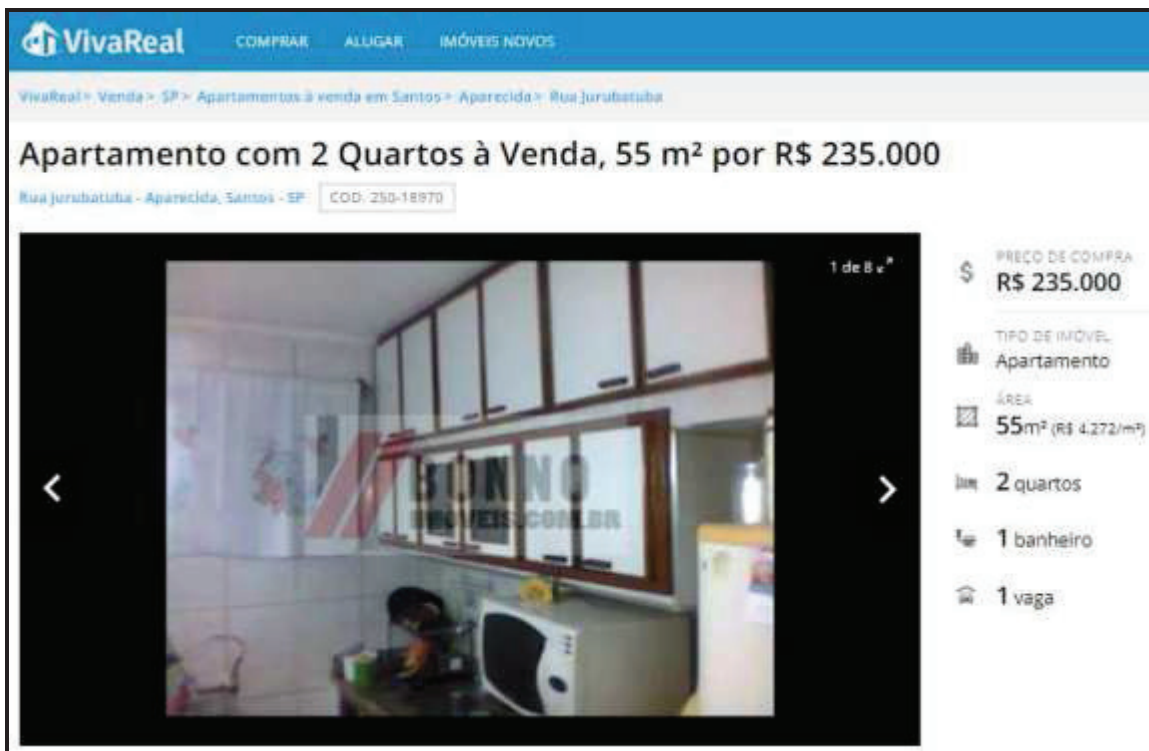 VivaReal COMPRAR ALUGAR IMÓVEIS NOVOS
VivaReal > Venda > SP > Apartamentos à venda em Santos > Aparecida > Rua Jurubatuba
Apartamento com 2 Quartos à Venda, 55 m² por R$ 235.000
Rua Jurubatuba - Aparecida, Santos - SP COD. 250-18970
1 de 8
PREÇO DE COMPRA
R$ 235.000
TIPO DE IMÓVEL
Apartamento
ÁREA
55m² (R$ 4.272/m²)
2 quartos
1 banheiro
1 vaga
BONNO
IMOVEIS.COM.BR